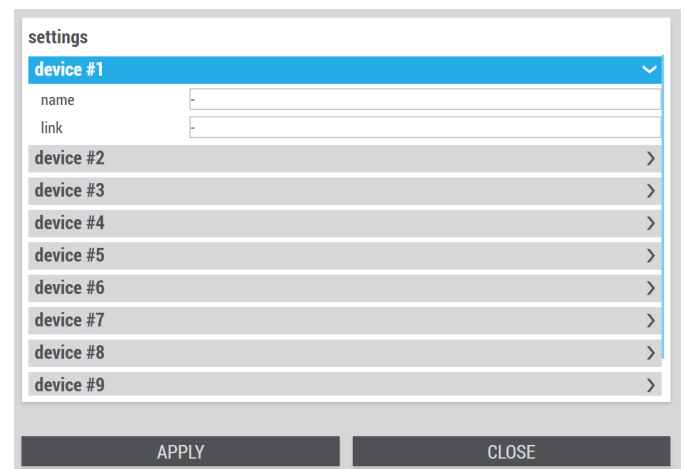 settings
device #1
name -
link -
device #2
device #3
device #4
device #5
device #6
device #7
device #8
device #9
APPLY CLOSE